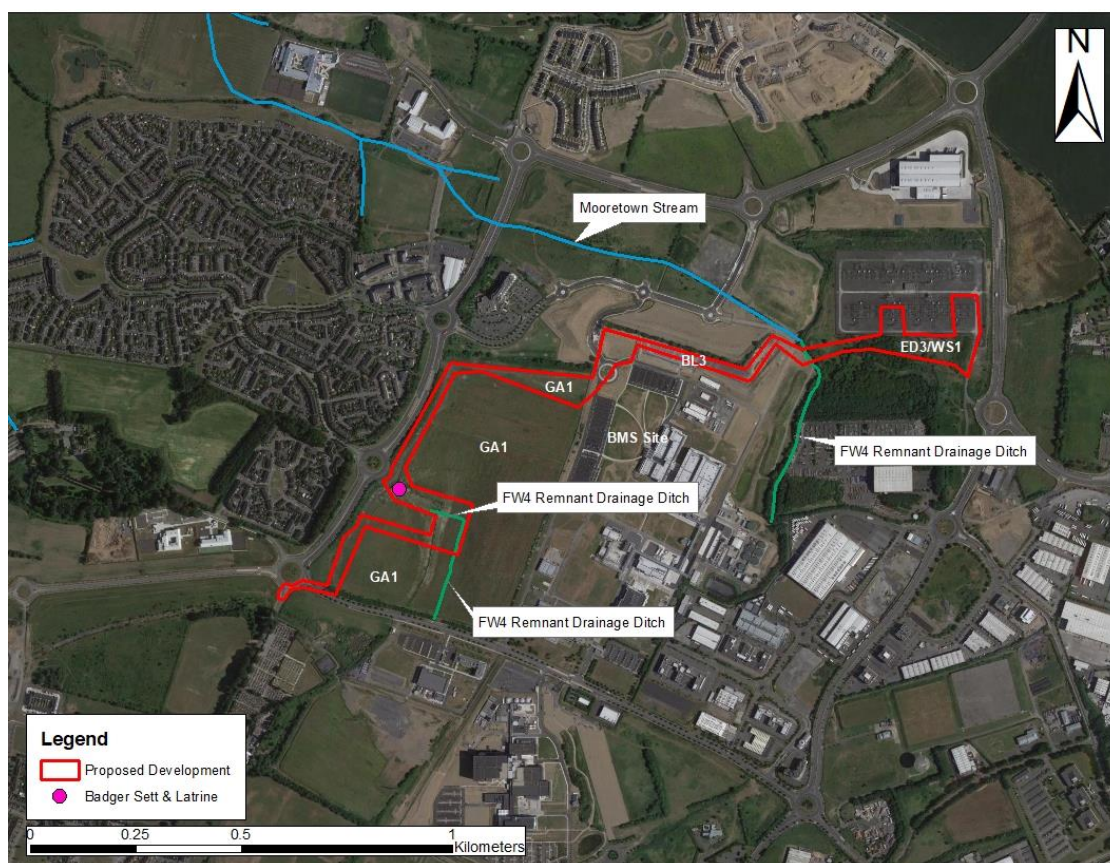 N
Mooretown Stream
ED3/WS1
BL3
GA1
BMS Site
GA1
FW4 Remnant Drainage Ditch
FW4 Remnant Drainage Ditch
GA1
FW4 Remnant Drainage Ditch
Legend
Proposed Development
Badger Sett & Latrine
0 0.25 0.5 1
Kilometers